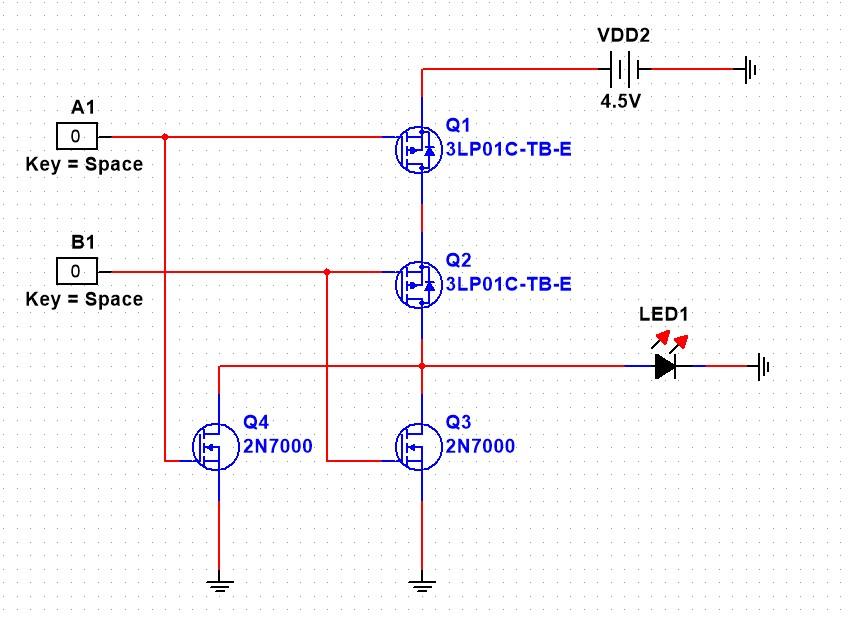 VDD2
4.5V
A1
0
Key = Space
Q1
3LP01C-TB-E
B1
0
Key = Space
Q2
3LP01C-TB-E
LED1
Q4
2N7000
Q3
2N7000